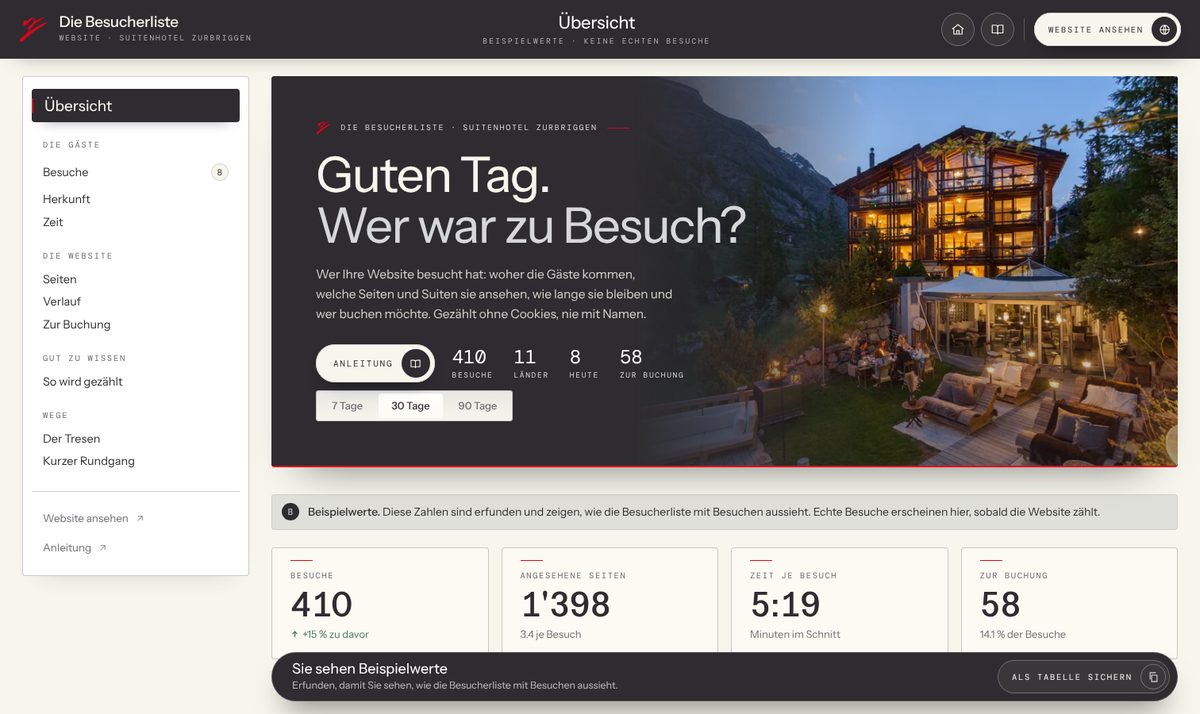 Die Besucherliste
WEBSITE · SUITENHOTEL ZURBRIGGEN
Übersicht
BEISPIELWERTE · KEINE ECHTEN BESUCHE
WEBSITE ANSEHEN
Übersicht
DIE GÄSTE
Besuche 8
Herkunft
Zeit
DIE WEBSITE
Seiten
Verlauf
Zur Buchung
GUT ZU WISSEN
So wird gezählt
WEGE
Der Tresen
Kurzer Rundgang
Website ansehen ↗
Anleitung ↗
DIE BESUCHERLISTE · SUITENHOTEL ZURBRIGGEN
Guten Tag.
Wer war zu Besuch?
Wer Ihre Website besucht hat: woher die Gäste kommen,
welche Seiten und Suiten sie ansehen, wie lange sie bleiben und
wer buchen möchte. Gezählt ohne Cookies, nie mit Namen.
ANLEITUNG
410 11 8 58
BESUCHE LÄNDER HEUTE ZUR BUCHUNG
7 Tage 30 Tage 90 Tage
B Beispielwerte. Diese Zahlen sind erfunden und zeigen, wie die Besucherliste mit Besuchen aussieht. Echte Besuche erscheinen hier, sobald die Website zählt.
BESUCHE
410
↑ +15 % zu davor
ANGESEHENE SEITEN
1'398
3.4 je Besuch
ZEIT JE BESUCH
5:19
Minuten im Schnitt
ZUR BUCHUNG
58
14.1 % der Besuche
Sie sehen Beispielwerte
Erfunden, damit Sie sehen, wie die Besucherliste mit Besuchen aussieht.
ALS TABELLE SICHERN